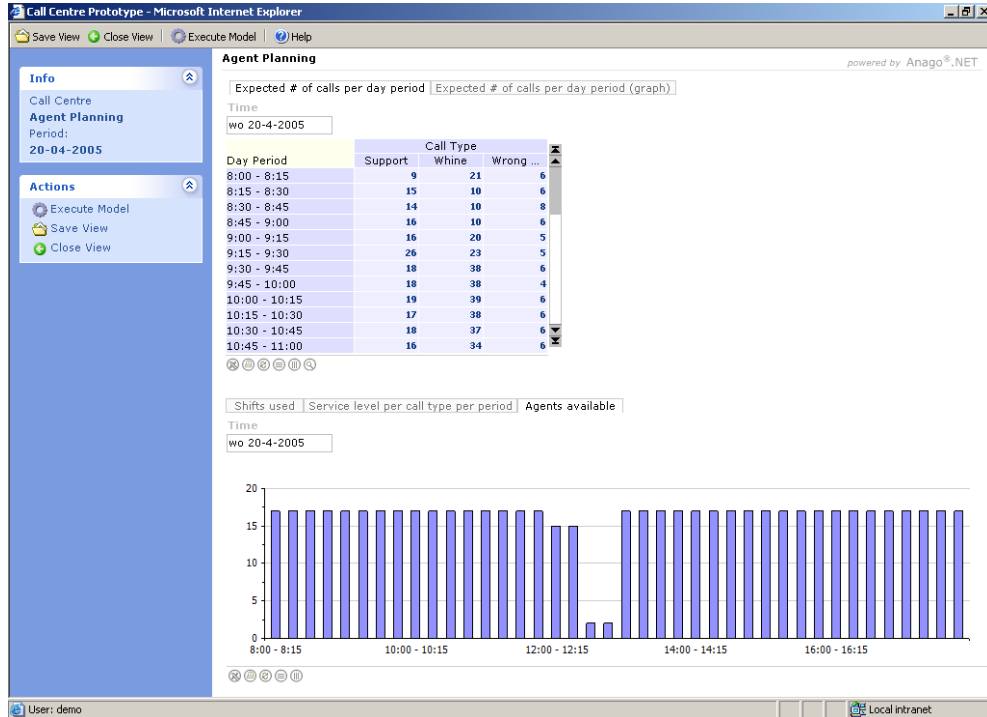 Call Centre Prototype - Microsoft Internet Explorer
Save View Close View Execute Model Help
Info
Call Centre
Agent Planning
Period:
20-04-2005
Actions
Execute Model
Save View
Close View
Agent Planning
powered by Anago®.NET
Expected # of calls per day period Expected # of calls per day period (graph)
Time
wo 20-4-2005
Call Type
Day Period Support Whine Wrong ...
8:00 - 8:15 9 21 6
8:15 - 8:30 15 10 6
8:30 - 8:45 14 10 8
8:45 - 9:00 16 10 6
9:00 - 9:15 16 20 5
9:15 - 9:30 26 23 5
9:30 - 9:45 18 38 6
9:45 - 10:00 18 38 4
10:00 - 10:15 19 39 6
10:15 - 10:30 17 38 6
10:30 - 10:45 18 37 6
10:45 - 11:00 16 34 6
Shifts used Service level per call type per period Agents available
Time
wo 20-4-2005
20
15
10
5
0
8:00 - 8:15 10:00 - 10:15 12:00 - 12:15 14:00 - 14:15 16:00 - 16:15
User: demo
Local intranet